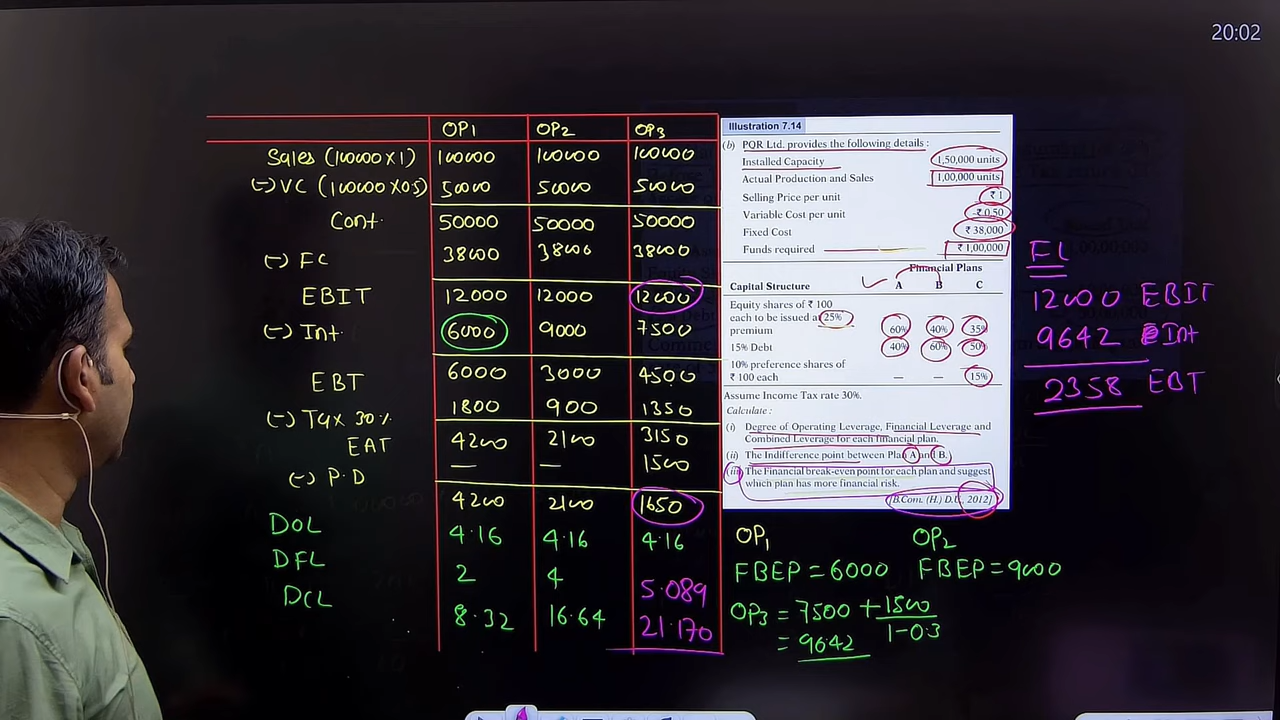 20:02
OP1 OP2 OP3
Sales (100000X1) 100000 100000 100000
(-) VC (100000X0.5) 50000 50000 50000
Cont. 50000 50000 50000
(-) FC 38000 38000 38000
EBIT 12000 12000 12000
(-) Int. 6000 9000 7500
EBT 6000 3000 4500
(-) Tax 30% 1800 900 1350
EAT 4200 2100 3150
(-) P.D — — 1500
4200 2100 1650
DOL 4.16 4.16 4.16
DFL 2 4 5.089
DCL 8.32 16.64 21.170
Illustration 7.14
(b) PQR Ltd. provides the following details :
Installed Capacity 1,50,000 units
Actual Production and Sales 1,00,000 units
Selling Price per unit ₹ 1
Variable Cost per unit ₹ 0.50
Fixed Cost ₹ 38,000
Funds required ₹ 1,00,000
Financial Plans
Capital Structure A B C
Equity shares of ₹ 100
each to be issued at 25%
premium 60% 40% 35%
15% Debt 40% 60% 50%
10% preference shares of
₹ 100 each — — 15%
Assume Income Tax rate 30%.
Calculate :
(i) Degree of Operating Leverage, Financial Leverage and
Combined Leverage for each financial plan.
(ii) The Indifference point between Plan A and B.
(iii) The Financial break-even point for each plan and suggest
which plan has more financial risk.
[B.Com. (H.) D.U. 2012]
FL
12000 EBIT
9642 Int
2358 EBT
OP1 OP2
FBEP = 6000 FBEP = 9000
OP3 = 7500 + 1500
1-0.3
= 9642